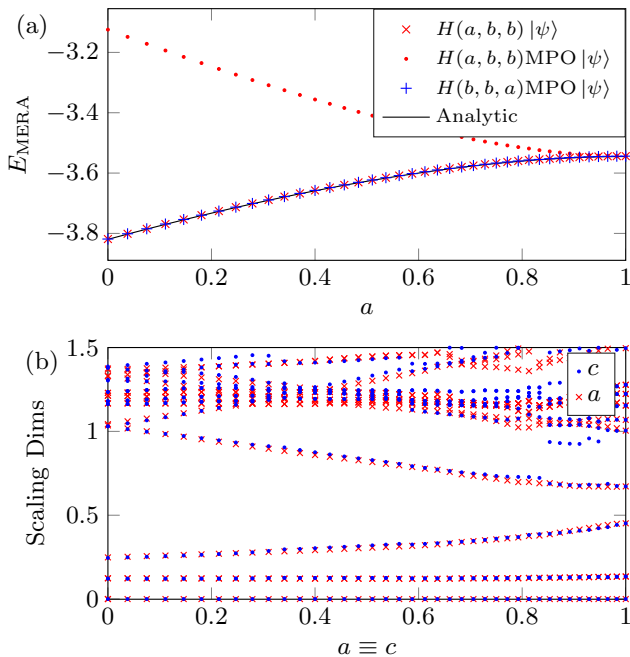 (a)
−3.2
−3.4
−3.6
−3.8
E_MERA
H(a, b, b) |ψ⟩
H(a, b, b)MPO |ψ⟩
H(b, b, a)MPO |ψ⟩
Analytic
0 0.2 0.4 0.6 0.8 1
a
(b)
1.5
1
0.5
0
Scaling Dims
c
a
0 0.2 0.4 0.6 0.8 1
a ≡ c